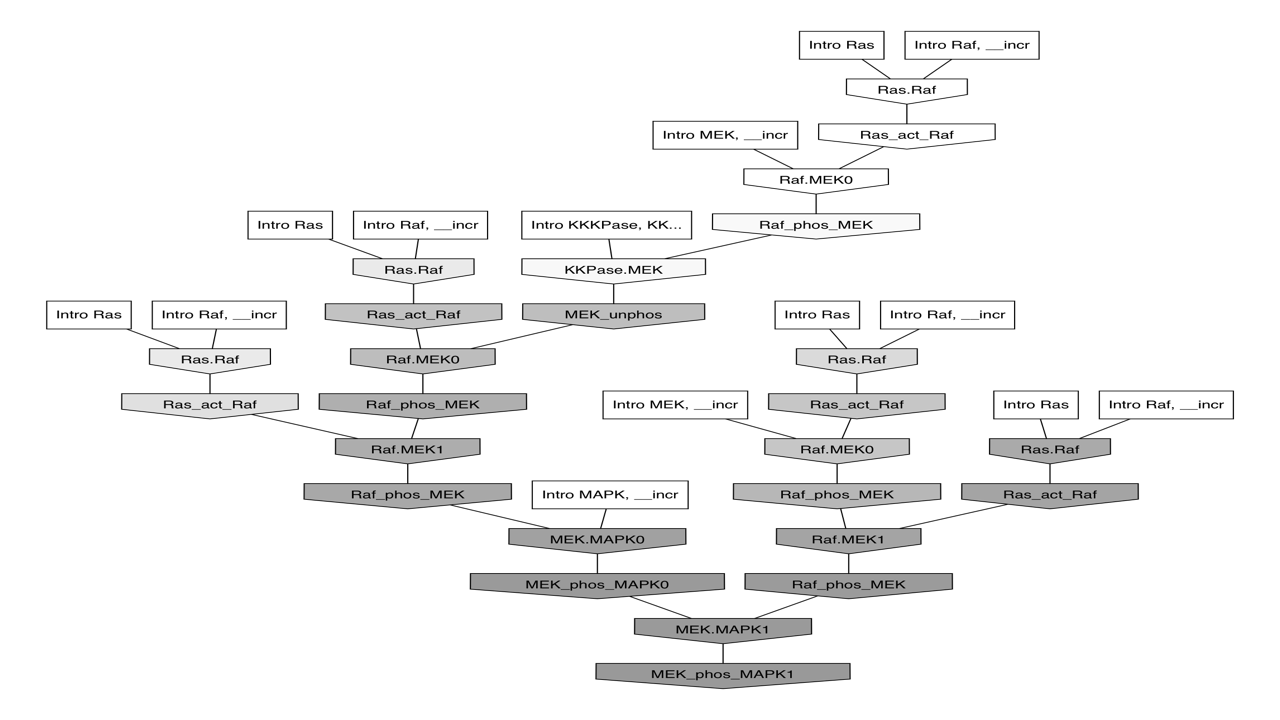 Intro Ras
Intro Raf, __incr
Ras.Raf
Intro MEK, __incr
Ras_act_Raf
Raf.MEK0
Intro Ras
Intro Raf, __incr
Intro KKKPase, KK...
Raf_phos_MEK
Ras.Raf
KKPase.MEK
Intro Ras
Intro Raf, __incr
Ras_act_Raf
MEK_unphos
Intro Ras
Intro Raf, __incr
Ras.Raf
Raf.MEK0
Ras.Raf
Ras_act_Raf
Raf_phos_MEK
Intro MEK, __incr
Ras_act_Raf
Intro Ras
Intro Raf, __incr
Raf.MEK1
Raf.MEK0
Ras.Raf
Raf_phos_MEK
Intro MAPK, __incr
Raf_phos_MEK
Ras_act_Raf
MEK.MAPK0
Raf.MEK1
MEK_phos_MAPK0
Raf_phos_MEK
MEK.MAPK1
MEK_phos_MAPK1